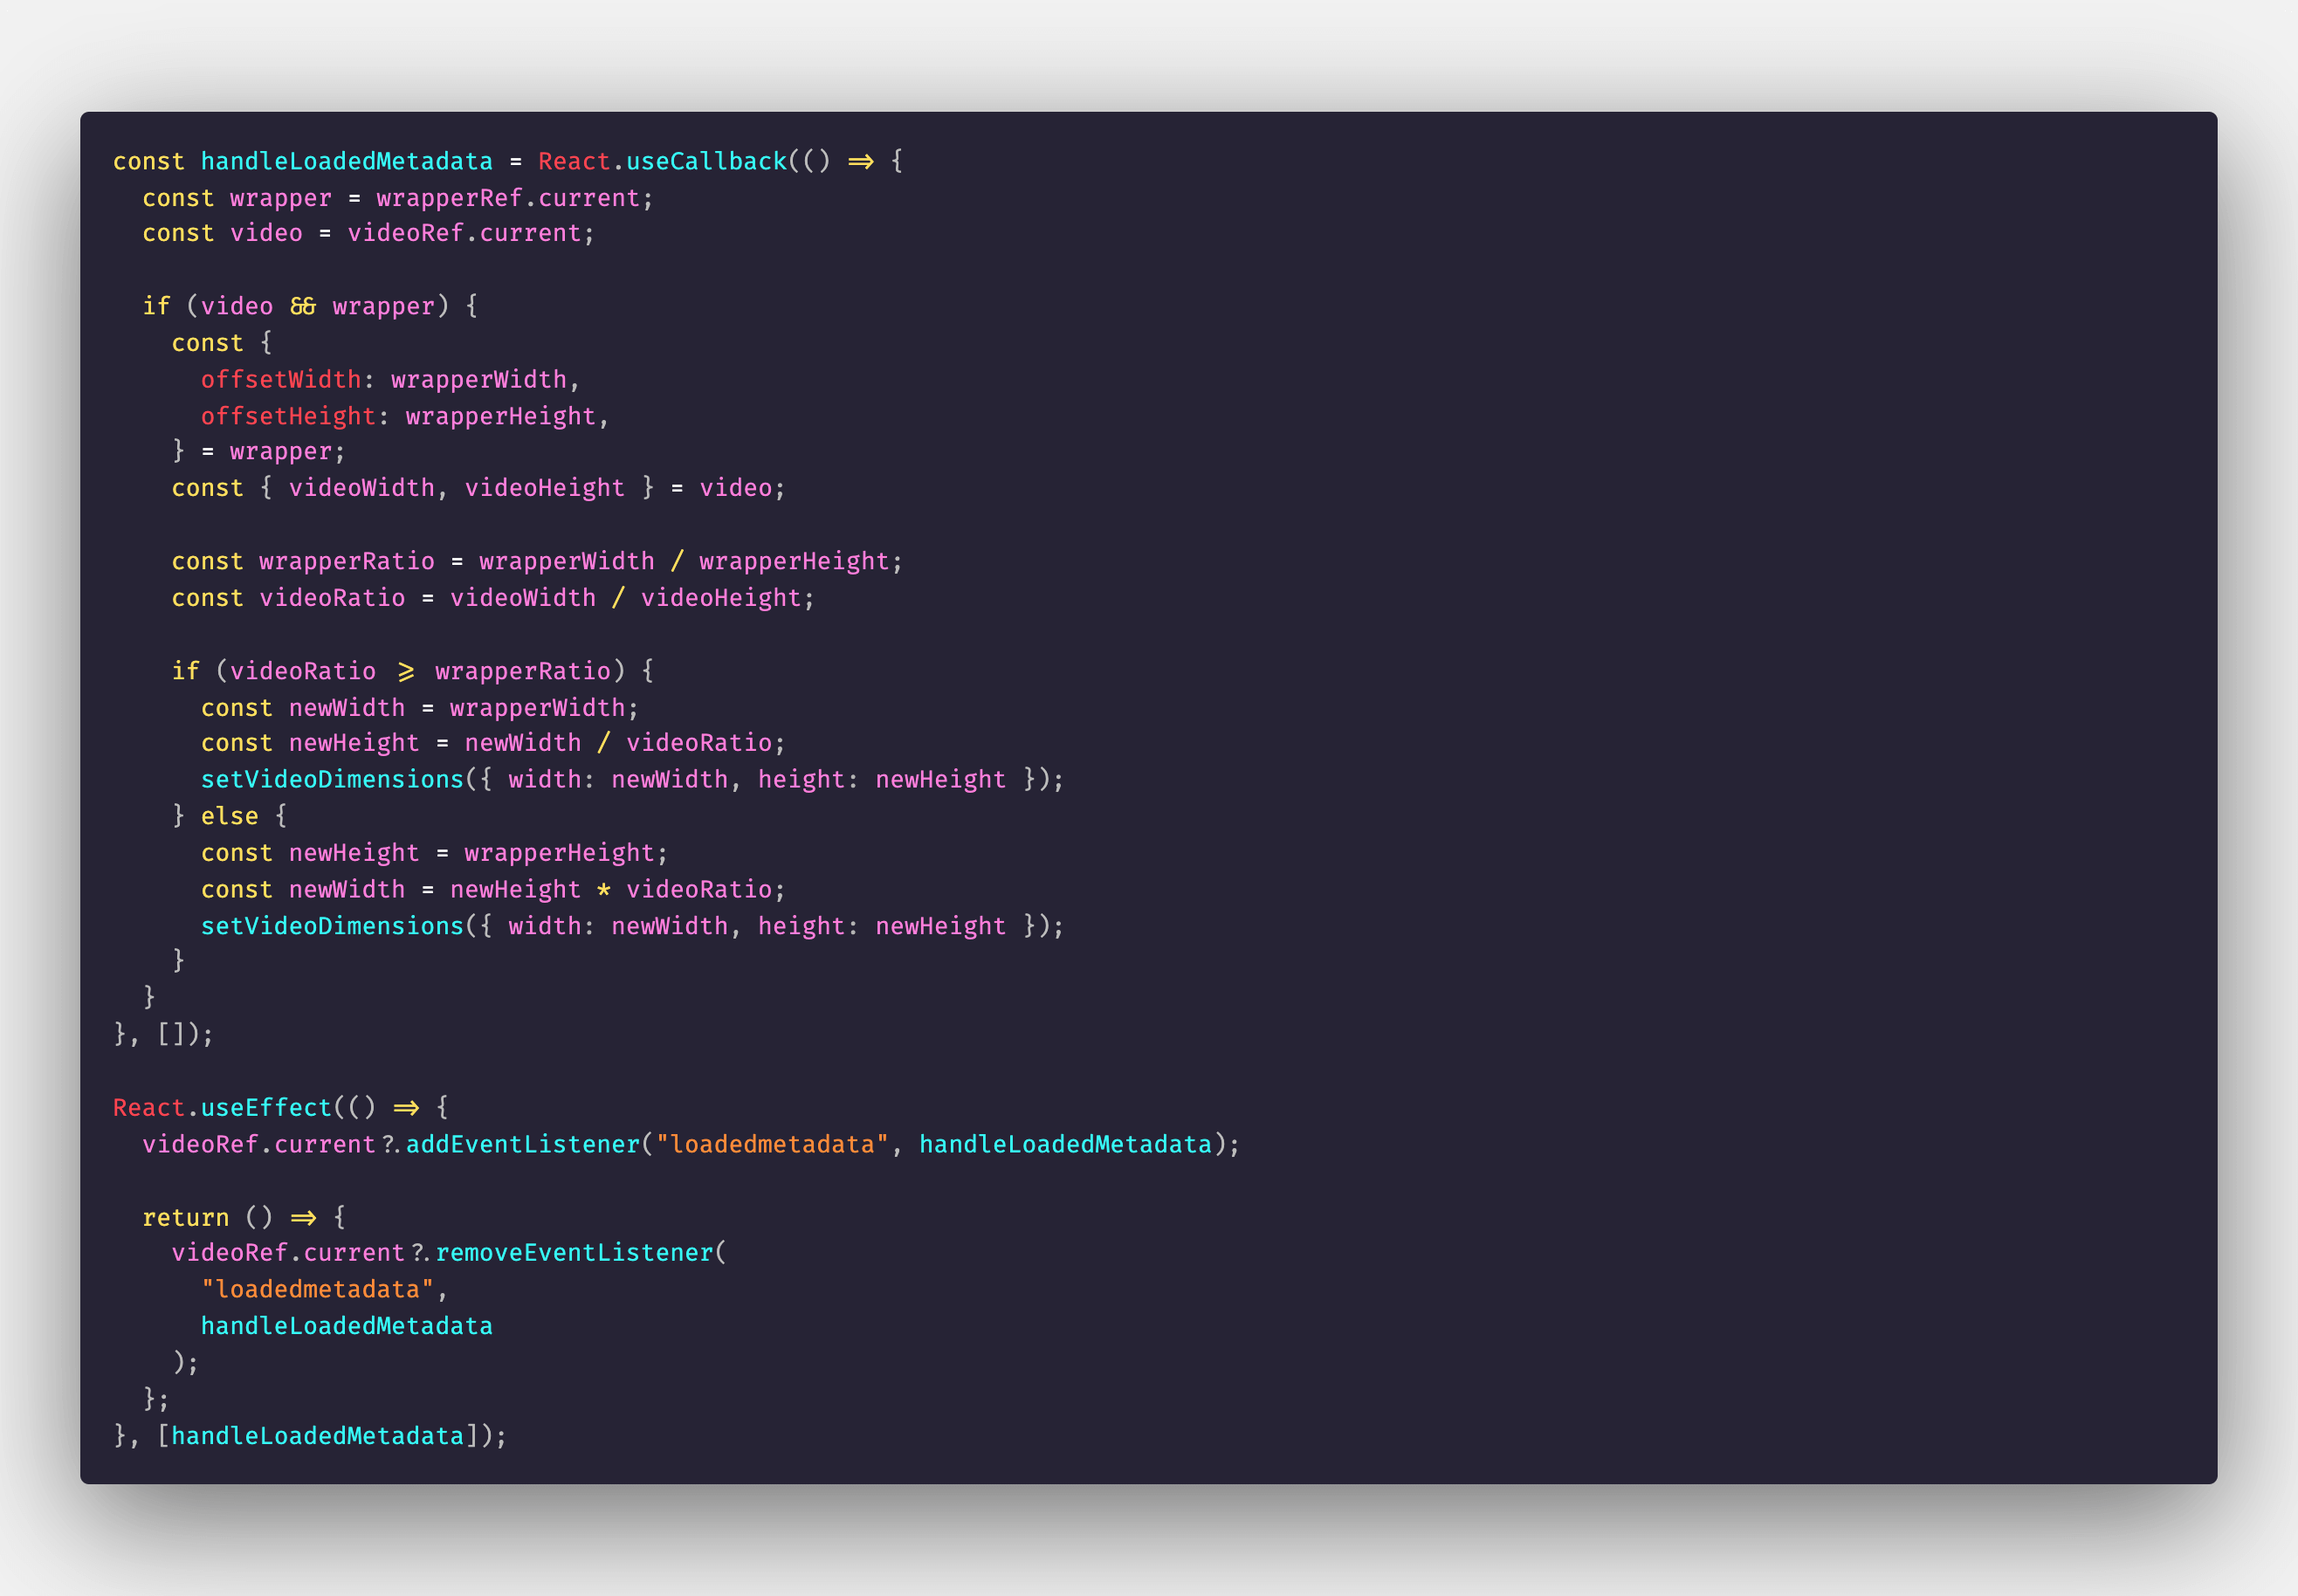 const handleLoadedMetadata = React.useCallback(() => {
  const wrapper = wrapperRef.current;
  const video = videoRef.current;

  if (video && wrapper) {
    const {
      offsetWidth: wrapperWidth,
      offsetHeight: wrapperHeight,
    } = wrapper;
    const { videoWidth, videoHeight } = video;

    const wrapperRatio = wrapperWidth / wrapperHeight;
    const videoRatio = videoWidth / videoHeight;

    if (videoRatio >= wrapperRatio) {
      const newWidth = wrapperWidth;
      const newHeight = newWidth / videoRatio;
      setVideoDimensions({ width: newWidth, height: newHeight });
    } else {
      const newHeight = wrapperHeight;
      const newWidth = newHeight * videoRatio;
      setVideoDimensions({ width: newWidth, height: newHeight });
    }
  }
}, []);

React.useEffect(() => {
  videoRef.current?.addEventListener("loadedmetadata", handleLoadedMetadata);

  return () => {
    videoRef.current?.removeEventListener(
      "loadedmetadata",
      handleLoadedMetadata
    );
  };
}, [handleLoadedMetadata]);